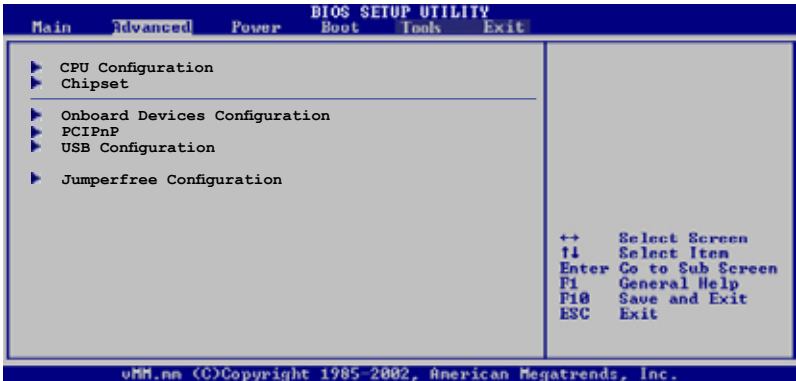 BIOS SETUP UTILITY
Main Advanced Power Boot Tools Exit
CPU Configuration
Chipset
Onboard Devices Configuration
PCIPnP
USB Configuration
Jumperfree Configuration
↔ Select Screen
↑↓ Select Item
Enter Go to Sub Screen
F1 General Help
F10 Save and Exit
ESC Exit
vMM.mm (C)Copyright 1985-2002, American Megatrends, Inc.